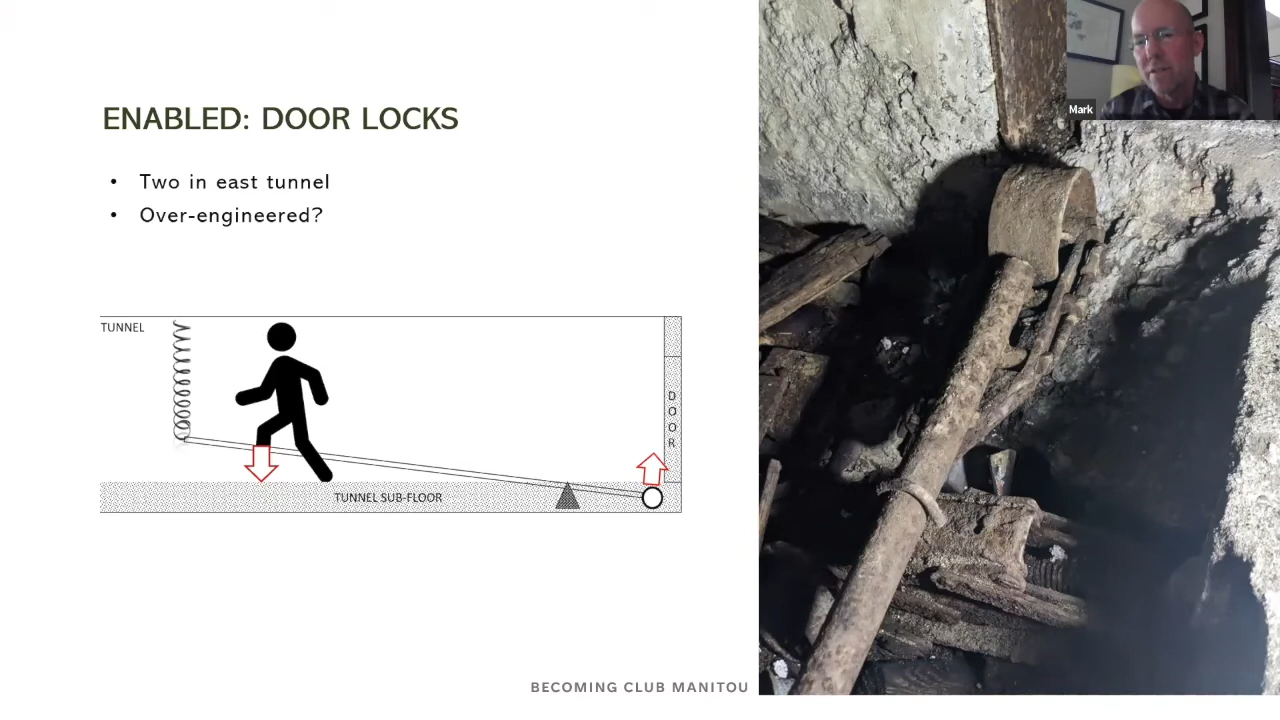 ENABLED: DOOR LOCKS
• Two in east tunnel
• Over-engineered?
TUNNEL
DOOR
TUNNEL SUB-FLOOR
BECOMING CLUB MANITOU
Mark